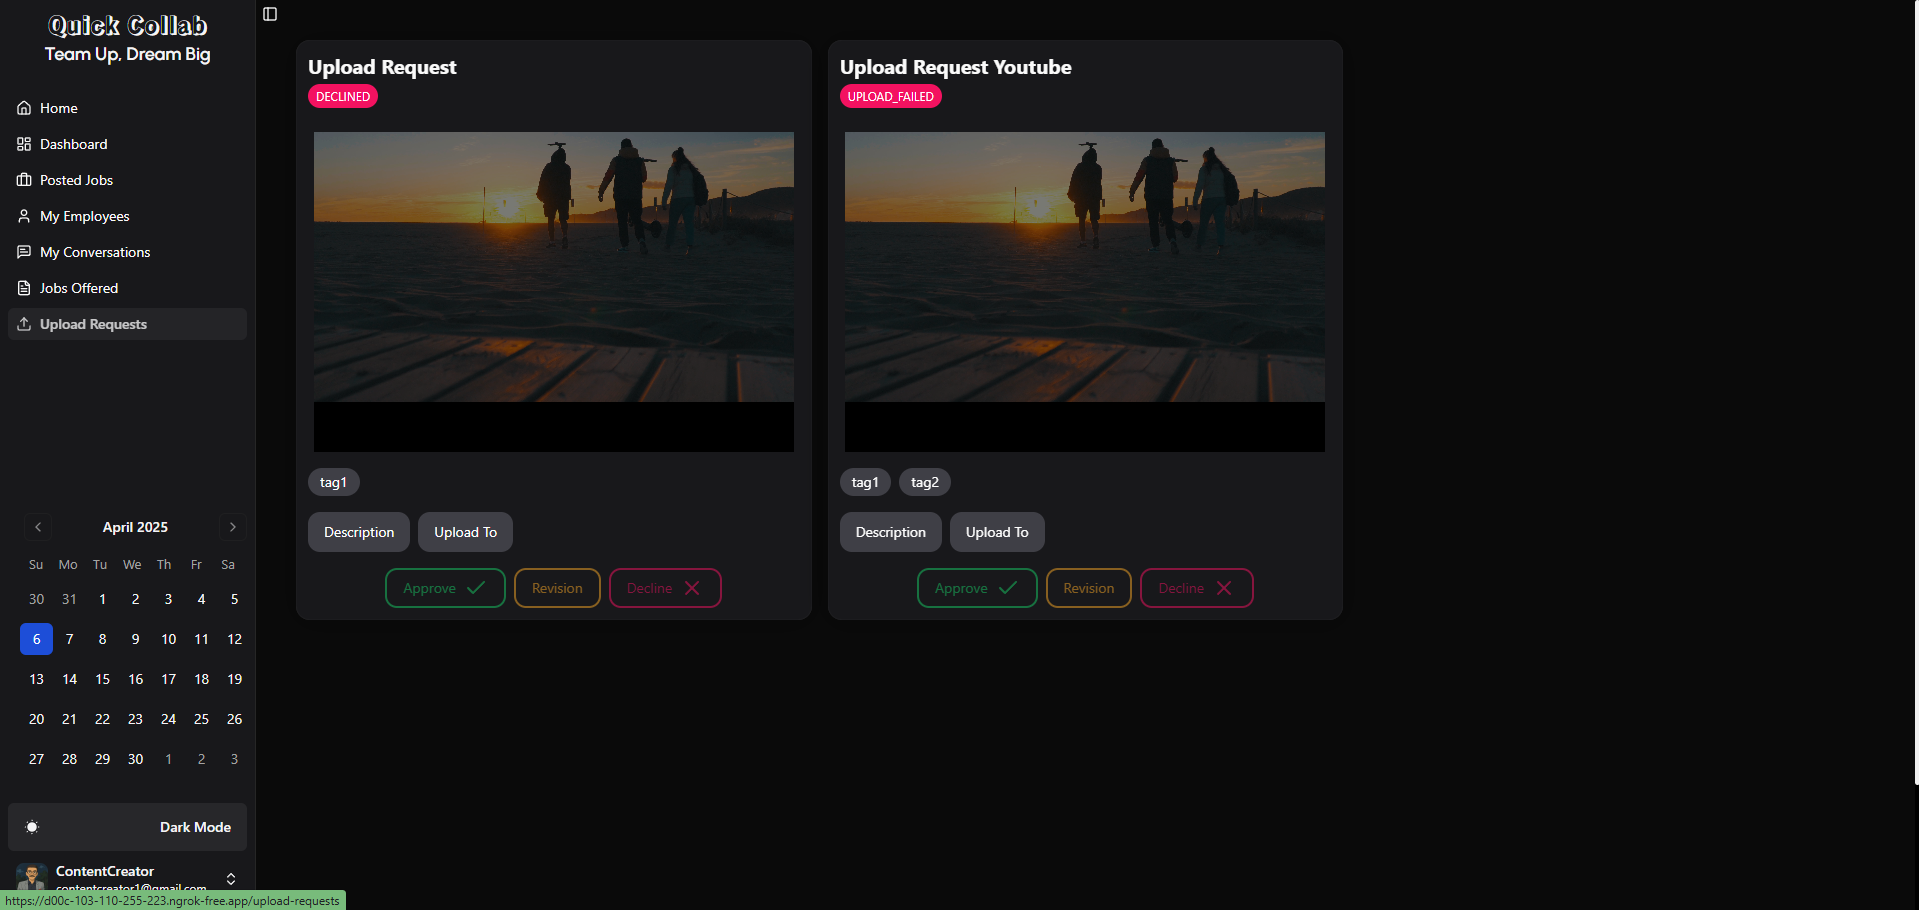 Quick Collab
Team Up, Dream Big
Home
Dashboard
Posted Jobs
My Employees
My Conversations
Jobs Offered
Upload Requests
April 2025
Su Mo Tu We Th Fr Sa
30 31 1 2 3 4 5
6 7 8 9 10 11 12
13 14 15 16 17 18 19
20 21 22 23 24 25 26
27 28 29 30 1 2 3
Dark Mode
ContentCreator
contentcreator1@gmail.com
https://d00c-103-110-255-223.ngrok-free.app/upload-requests
Upload Request
DECLINED
tag1
Description Upload To
Approve Revision Decline
Upload Request Youtube
UPLOAD_FAILED
tag1 tag2
Description Upload To
Approve Revision Decline